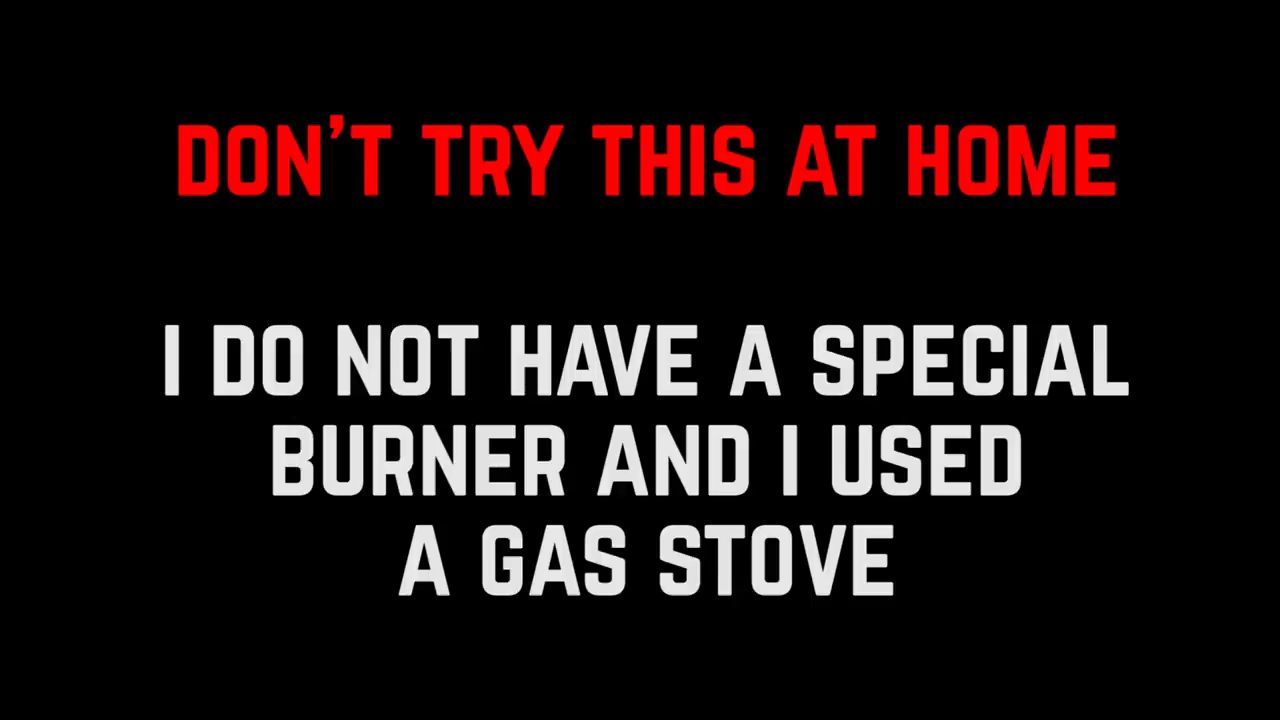 DON'T TRY THIS AT HOME
I DO NOT HAVE A SPECIAL
BURNER AND I USED
A GAS STOVE